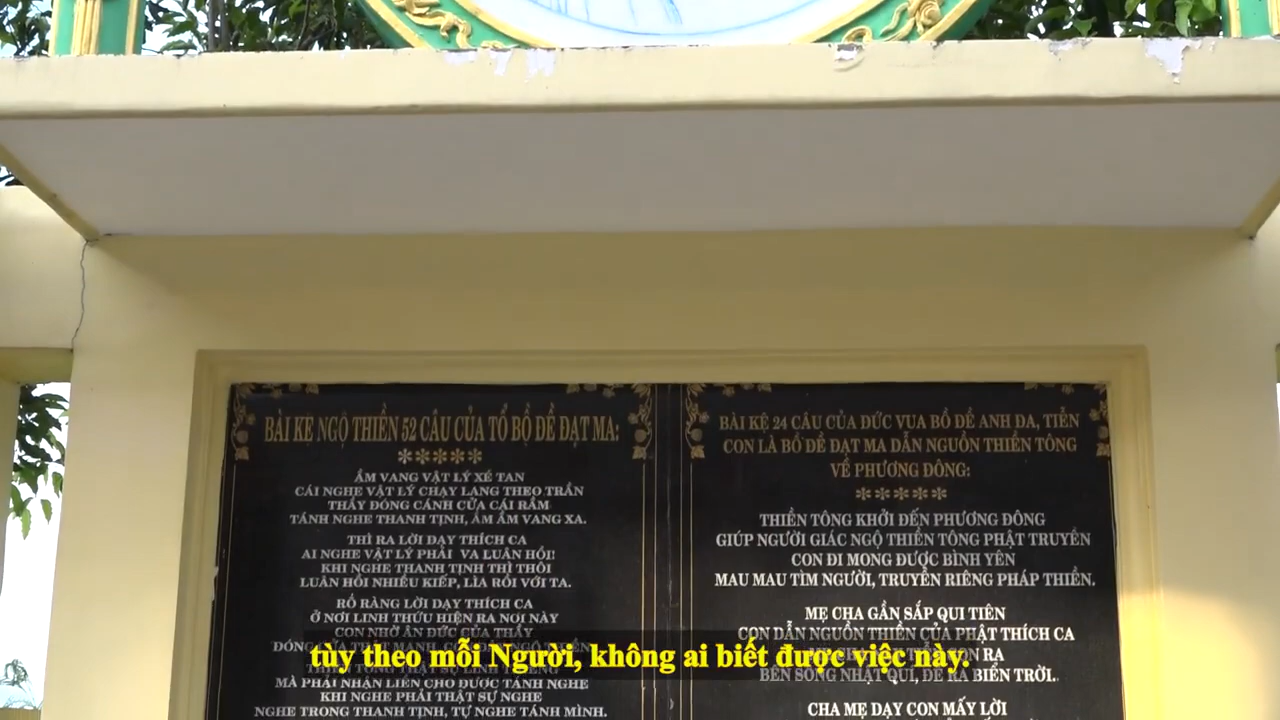 BÀI KỆ NGỘ THIỀN 52 CÂU CỦA TỔ BỒ ĐỀ ĐẠT MA:
*****
ẦM VANG VẬT LÝ XÉ TAN
CÁI NGHE VẬT LÝ CHẠY LANG THEO TRẦN
THẦY ĐÓNG CÁNH CỬA CÁI RẦM
TÁNH NGHE THANH TỊNH, ẦM ẦM VANG XA.
THÌ RA LỜI DẠY THÍCH CA
AI NGHE VẬT LÝ PHẢI VA LUÂN HỒI!
KHI NGHE THANH TỊNH THÌ THÔI
LUÂN HỒI NHIỀU KIẾP, LÌA RỒI VỚI TA.
RÕ RÀNG LỜI DẠY THÍCH CA
Ở NƠI LINH THỨU HIỆN RA NƠI NÀY
CON NHỜ ÂN ĐỨC CỦA THẦY
MÀ PHẢI NHẬN LIỀN CHO ĐƯỢC TÁNH NGHE
KHI NGHE PHẢI THẬT SỰ NGHE
NGHE TRONG THANH TỊNH, TỰ NGHE TÁNH MÌNH.
BÀI KỆ 24 CÂU CỦA ĐỨC VUA BỒ ĐỀ ANH ĐA, TIỄN
CON LÀ BỒ ĐỀ ĐẠT MA DẪN NGUỒN THIỀN TÔNG
VỀ PHƯƠNG ĐÔNG:
*****
THIỀN TÔNG KHỞI ĐẾN PHƯƠNG ĐÔNG
GIÚP NGƯỜI GIÁC NGỘ THIỀN TÔNG PHẬT TRUYỀN
CON ĐI MONG ĐƯỢC BÌNH YÊN
MAU MAU TÌM NGƯỜI, TRUYỀN RIÊNG PHÁP THIỀN.
MẸ CHA GẦN SẮP QUI TIÊN
CON DẪN NGUỒN THIỀN CỦA PHẬT THÍCH CA
BẾN SÔNG NHẬT QUI, ĐỂ RA BIỂN TRỜI.
CHA MẸ DẠY CON MẤY LỜI
tùy theo mỗi Người, không ai biết được việc này.